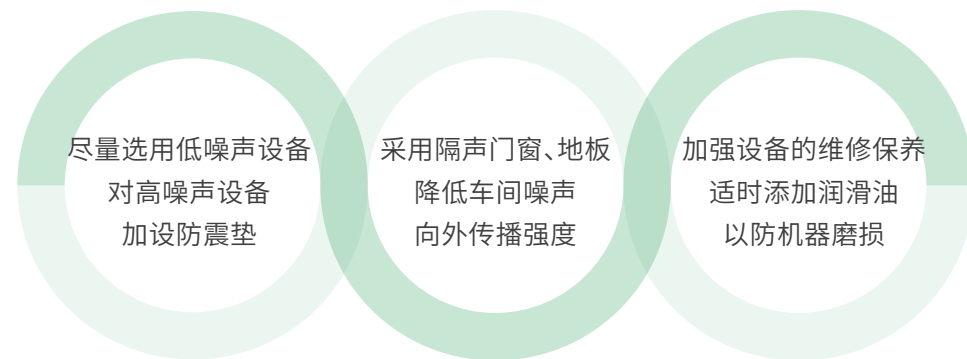 尽量选用低噪声设备
对高噪声设备
加设防震垫
采用隔声门窗、地板
降低车间噪声
向外传播强度
加强设备的维修保养
适时添加润滑油
以防机器磨损